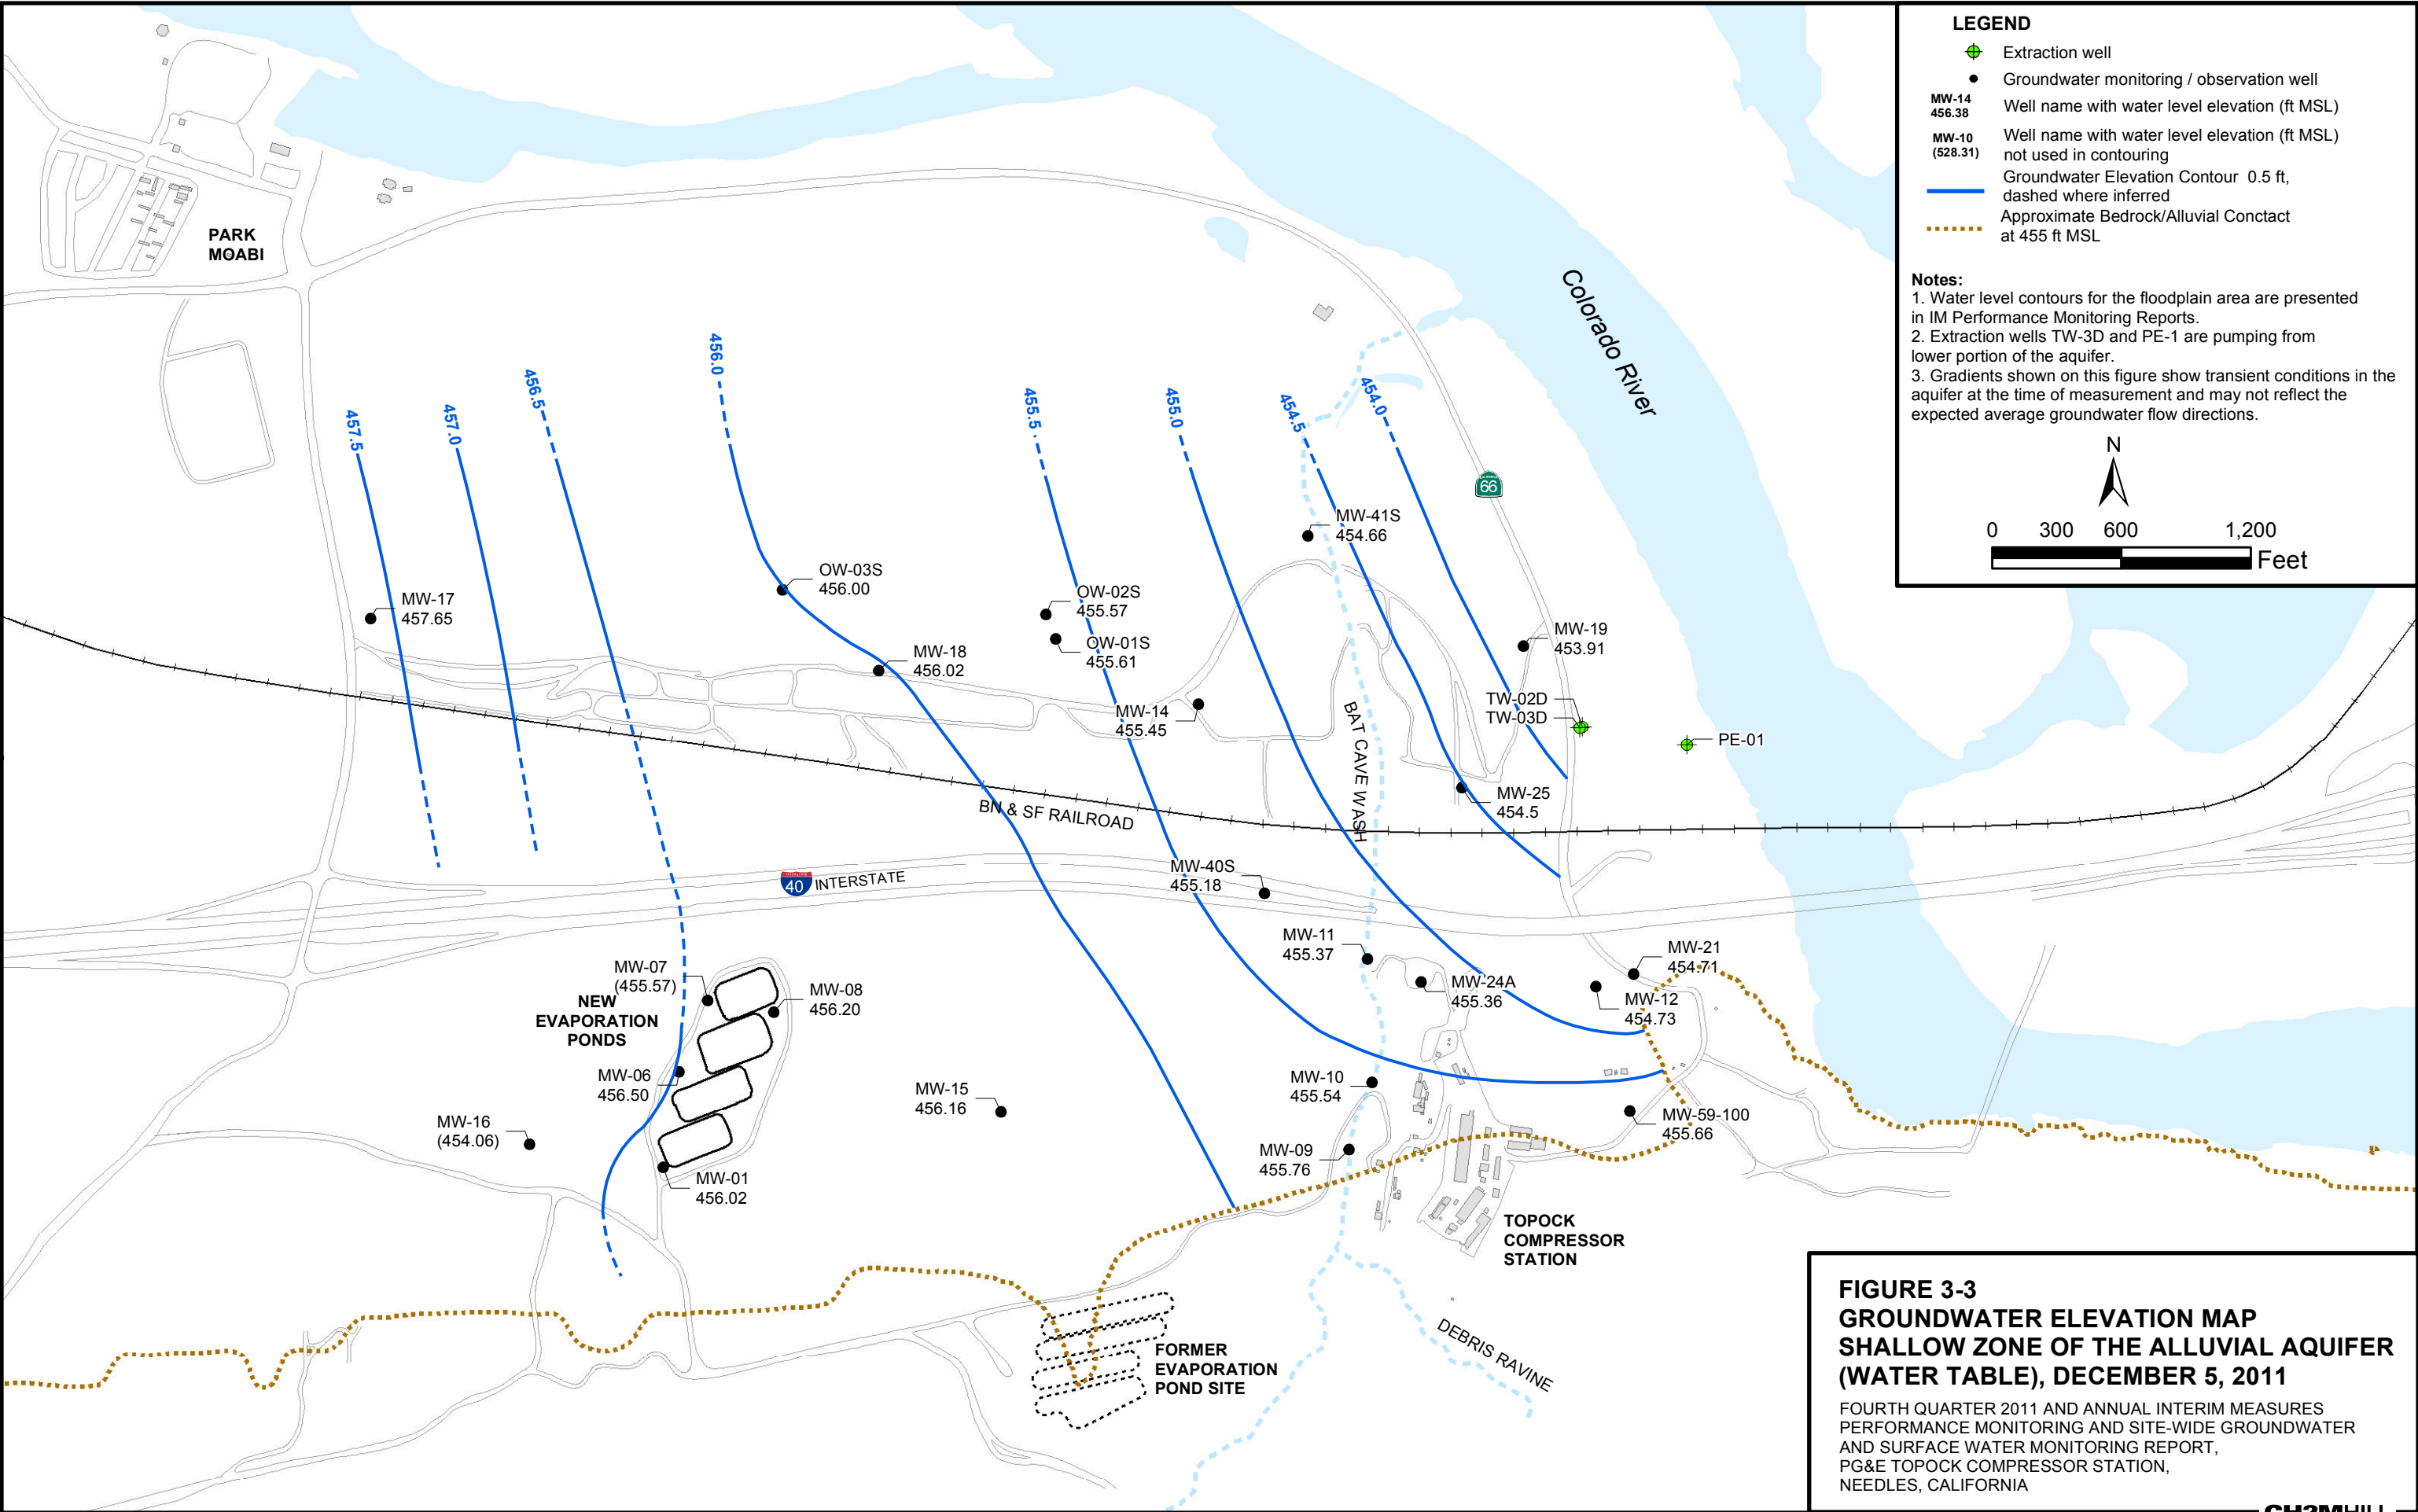 LEGEND
Extraction well
Groundwater monitoring / observation well
MW-14
456.38
Well name with water level elevation (ft MSL)
MW-10
(528.31)
Well name with water level elevation (ft MSL)
not used in contouring
Groundwater Elevation Contour 0.5 ft,
dashed where inferred
Approximate Bedrock/Alluvial Conctact
at 455 ft MSL
Notes:
1. Water level contours for the floodplain area are presented
in IM Performance Monitoring Reports.
2. Extraction wells TW-3D and PE-1 are pumping from
lower portion of the aquifer.
3. Gradients shown on this figure show transient conditions in the
aquifer at the time of measurement and may not reflect the
expected average groundwater flow directions.
N
0 300 600 1,200
Feet
PARK
MOABI
Colorado River
457.5
457.0
456.5
456.0
455.5
455.0
454.5
454.0
66
MW-41S
454.66
OW-03S
456.00
MW-17
457.65
OW-02S
455.57
OW-01S
455.61
MW-18
456.02
MW-19
453.91
MW-14
455.45
TW-02D
TW-03D
PE-01
BAT CAVE WASH
MW-25
454.5
BN & SF RAILROAD
MW-40S
455.18
40
INTERSTATE
MW-11
455.37
MW-21
454.71
MW-24A
455.36
MW-12
454.73
MW-07
(455.57)
NEW
EVAPORATION
PONDS
MW-08
456.20
MW-06
456.50
MW-15
456.16
MW-10
455.54
MW-16
(454.06)
MW-59-100
455.66
MW-09
455.76
MW-01
456.02
TOPOCK
COMPRESSOR
STATION
FORMER
EVAPORATION
POND SITE
DEBRIS RAVINE
FIGURE 3-3
GROUNDWATER ELEVATION MAP
SHALLOW ZONE OF THE ALLUVIAL AQUIFER
(WATER TABLE), DECEMBER 5, 2011
FOURTH QUARTER 2011 AND ANNUAL INTERIM MEASURES
PERFORMANCE MONITORING AND SITE-WIDE GROUNDWATER
AND SURFACE WATER MONITORING REPORT,
PG&E TOPOCK COMPRESSOR STATION,
NEEDLES, CALIFORNIA
CH2MHILL